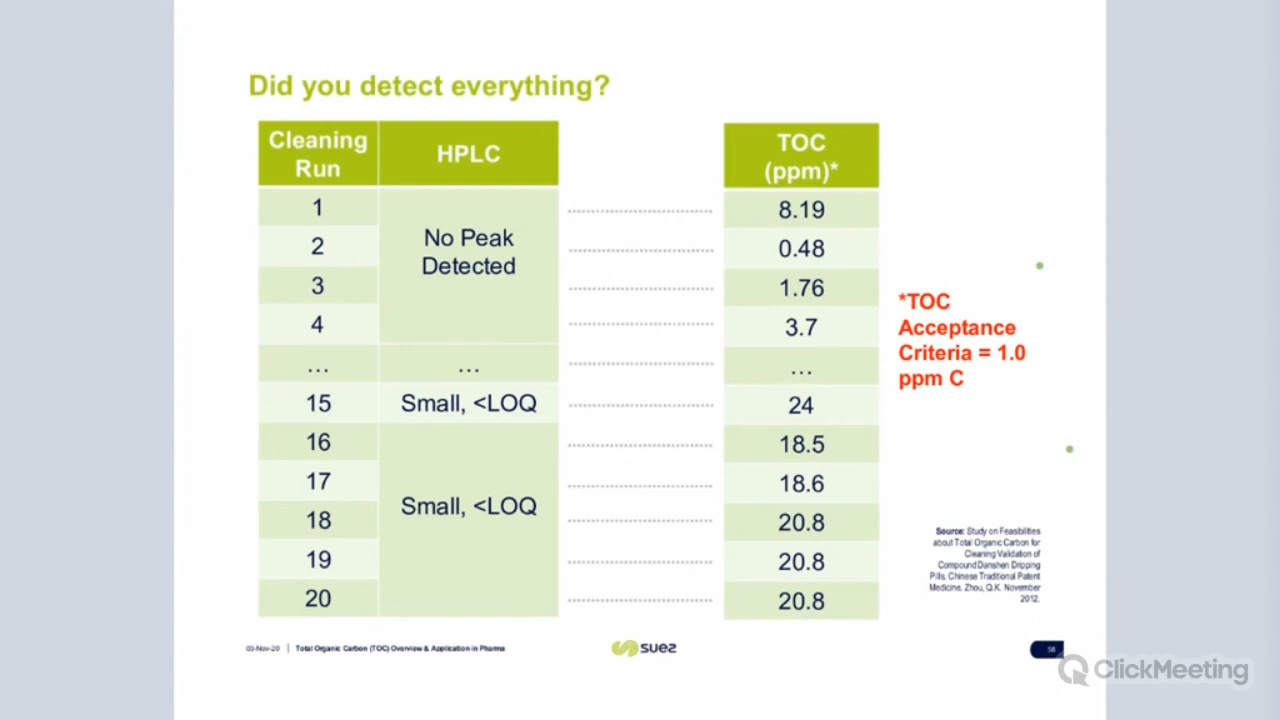 Did you detect everything?
Cleaning
Run
HPLC
TOC
(ppm)*
1
No Peak
Detected
8.19
2
0.48
3
1.76
4
3.7
…
…
…
15
Small, <LOQ
24
16
Small, <LOQ
18.5
17
18.6
18
20.8
19
20.8
20
20.8
*TOC
Acceptance
Criteria = 1.0
ppm C
Source: Study on Feasibilities
about Total Organic Carbon for
Cleaning Validation of
Compound Danshen Dripping
Pills. Chinese Traditional Patent
Medicine. Zhou, Q.K. November
2012.
03-Nov-20 | Total Organic Carbon (TOC) Overview & Application in Pharma
suez
58
ClickMeeting